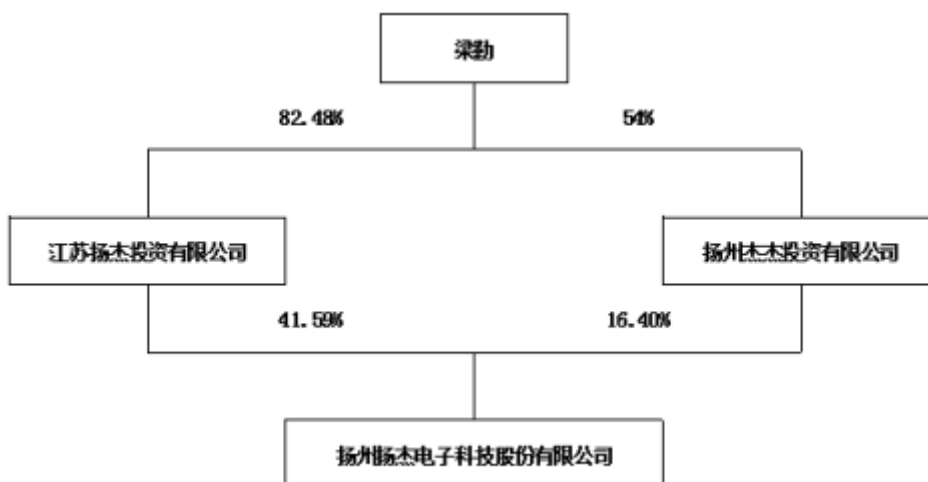 梁勤
82.48%
54%
江苏扬杰投资有限公司
扬州杰杰投资有限公司
41.59%
16.40%
扬州扬杰电子科技股份有限公司